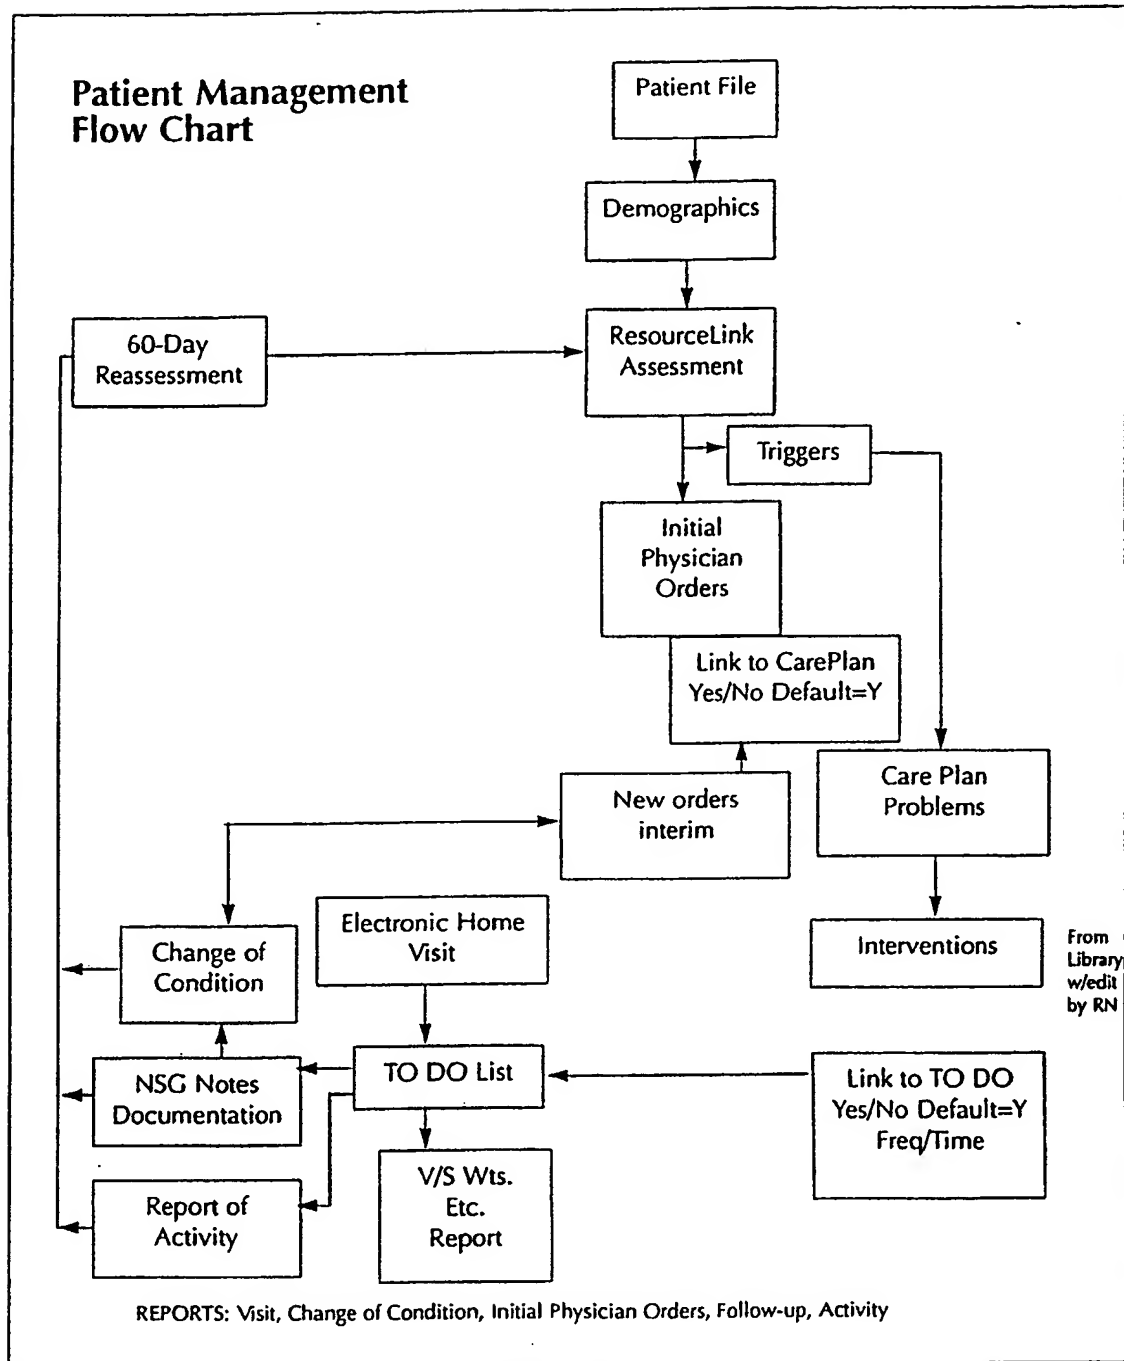 Patient Management
Flow Chart
Patient File
Demographics
60-Day
Reassessment
ResourceLink
Assessment
Triggers
Initial
Physician
Orders
Link to CarePlan
Yes/No Default=Y
New orders
interim
Care Plan
Problems
Electronic Home
Visit
Change of
Condition
Interventions
From
Library
w/edit
by RN
NSG Notes
Documentation
TO DO List
Link to TO DO
Yes/No Default=Y
Freq/Time
V/S Wts.
Etc.
Report
Report of
Activity
REPORTS: Visit, Change of Condition, Initial Physician Orders, Follow-up, Activity